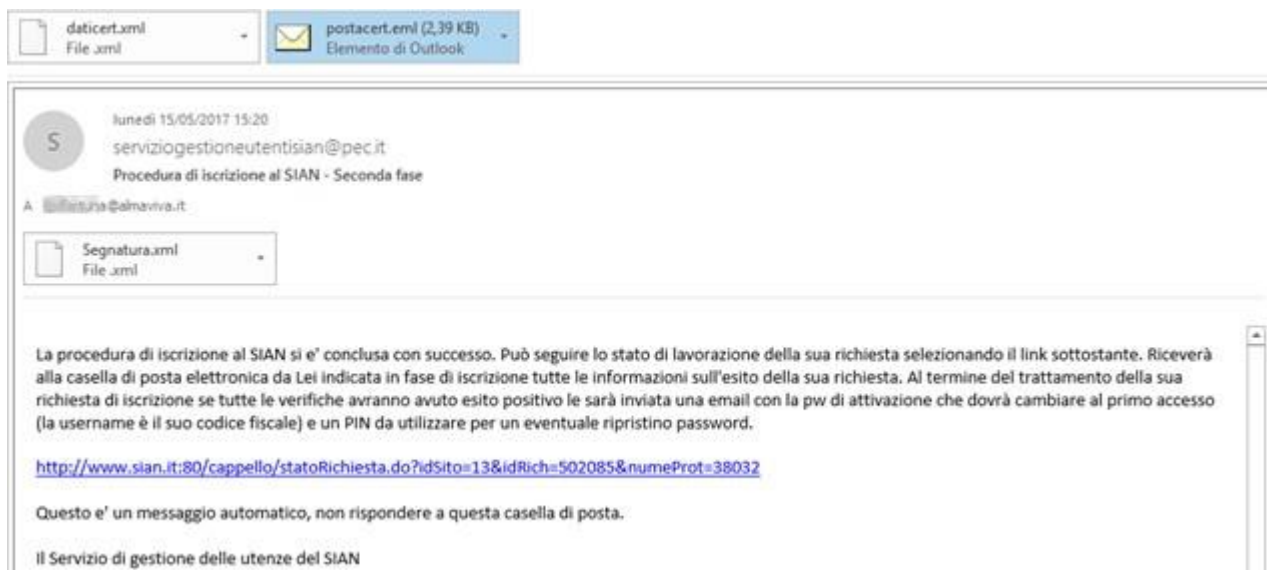 daticert.xml
File .xml
postacert.eml (2,39 KB)
Elemento di Outlook
S
lunedì 15/05/2017 15:20
serviziogestioneutentisian@pec.it
Procedura di iscrizione al SIAN - Seconda fase
A @almaviva.it
Segnatura.xml
File .xml
La procedura di iscrizione al SIAN si e' conclusa con successo. Può seguire lo stato di lavorazione della sua richiesta selezionando il link sottostante. Riceverà
alla casella di posta elettronica da Lei indicata in fase di iscrizione tutte le informazioni sull'esito della sua richiesta. Al termine del trattamento della sua
richiesta di iscrizione se tutte le verifiche avranno avuto esito positivo le sarà inviata una email con la pw di attivazione che dovrà cambiare al primo accesso
(la username è il suo codice fiscale) e un PIN da utilizzare per un eventuale ripristino password.
http://www.sian.it:80/cappello/statoRichiesta.do?idSito=13&idRich=502085&numeProt=38032
Questo e' un messaggio automatico, non rispondere a questa casella di posta.
Il Servizio di gestione delle utenze del SIAN